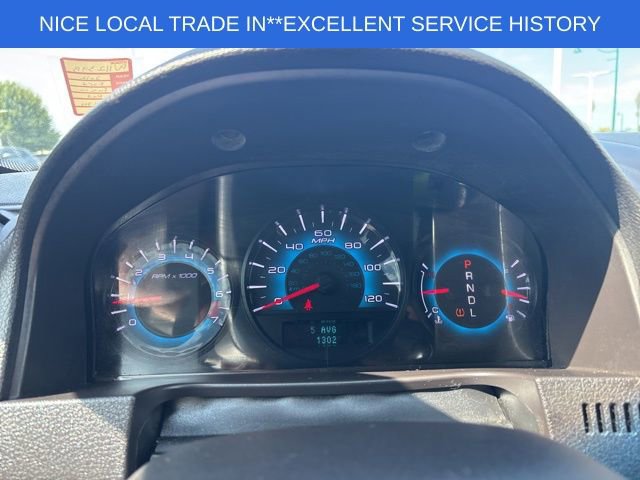 NICE LOCAL TRADE IN**EXCELLENT SERVICE HISTORY
0 1 2 3 4 5 6 7
RPM x 1000
0 20 40 60 80 100 120
MPH
5 AVG
1302
P
R
N
D
L